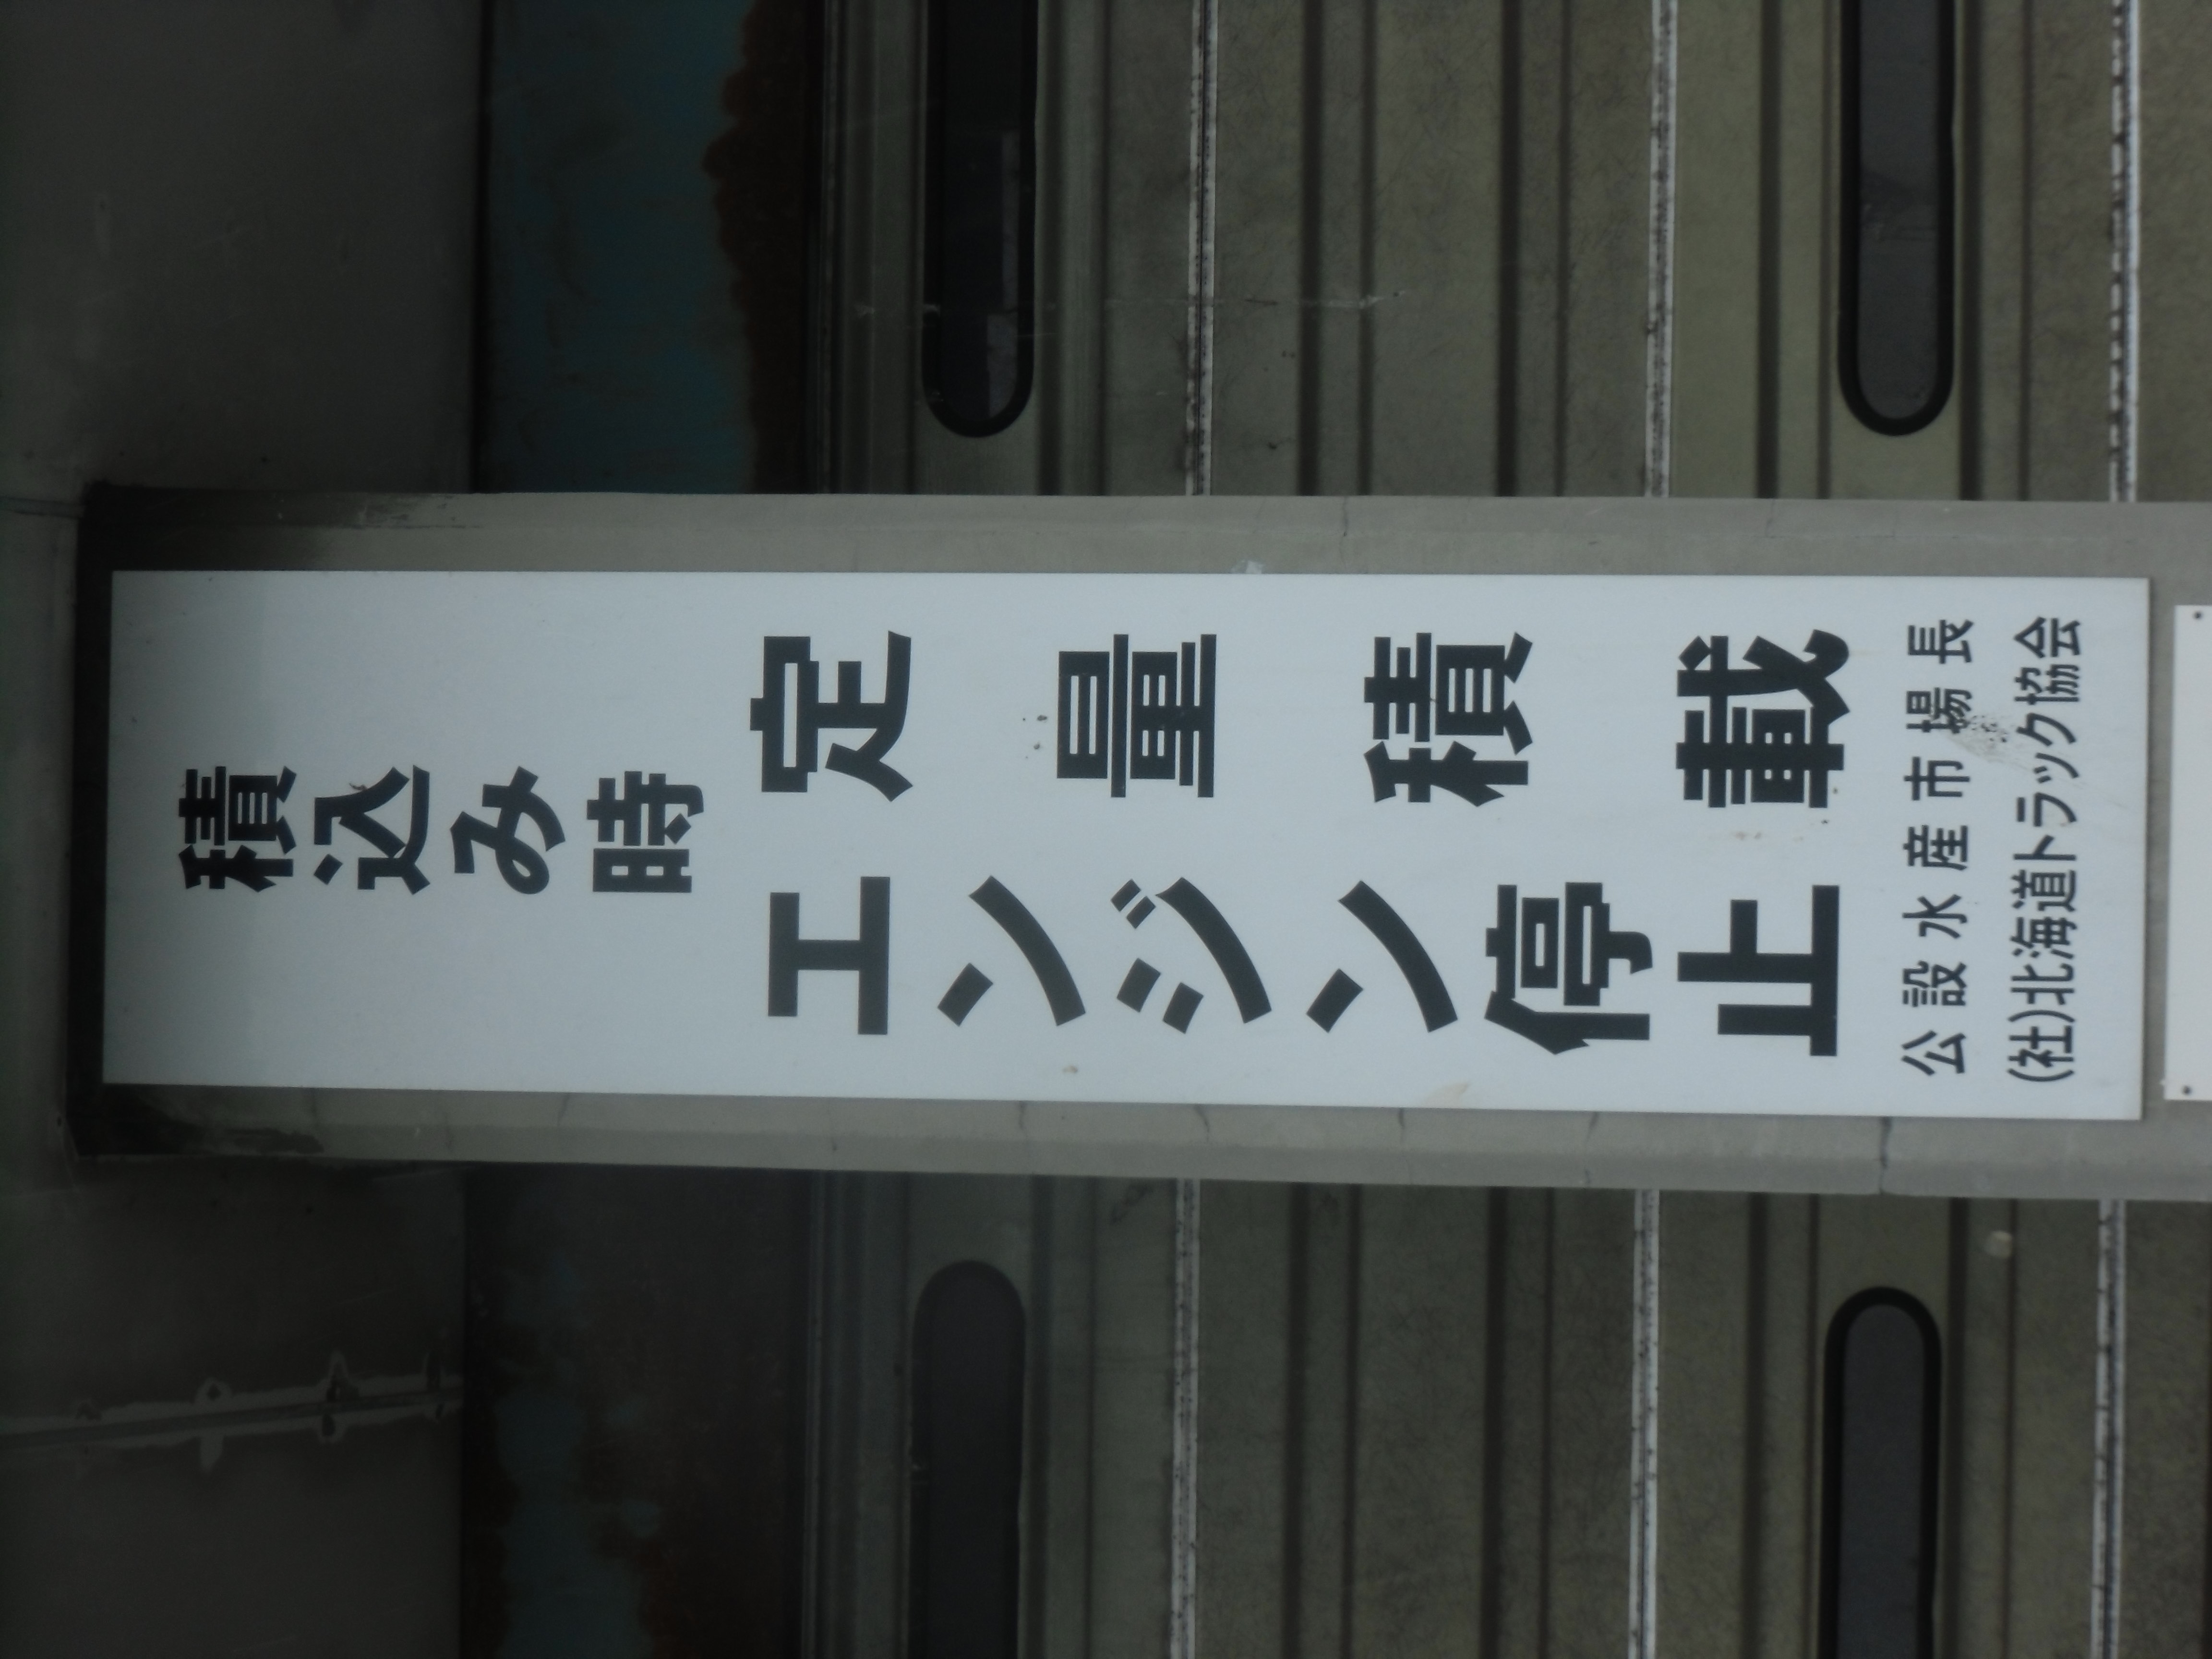 積込み時
定量積載
エンジン停止
公設水産市場長
(社)北海道トラック協会